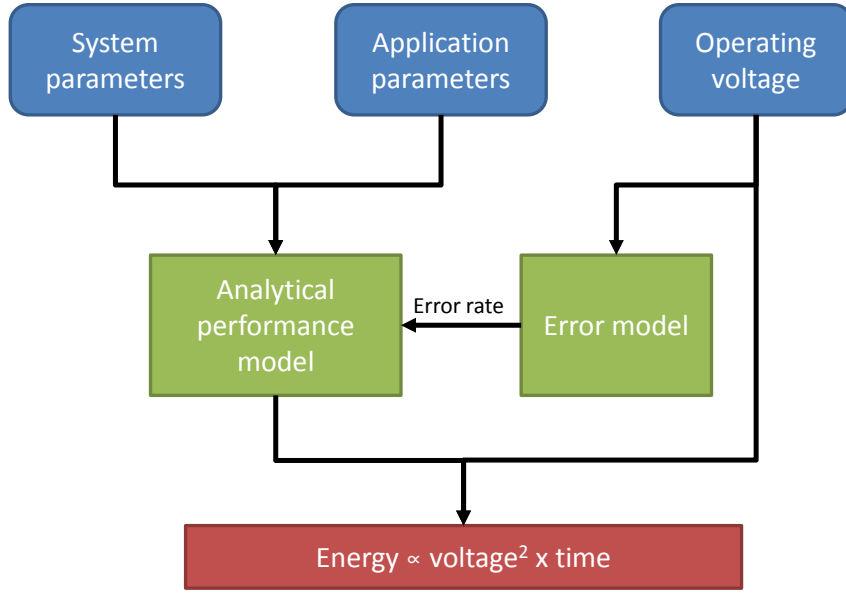 System
parameters
Application
parameters
Operating
voltage
Analytical
performance
model
Error rate
Error model
Energy ∝ voltage² x time